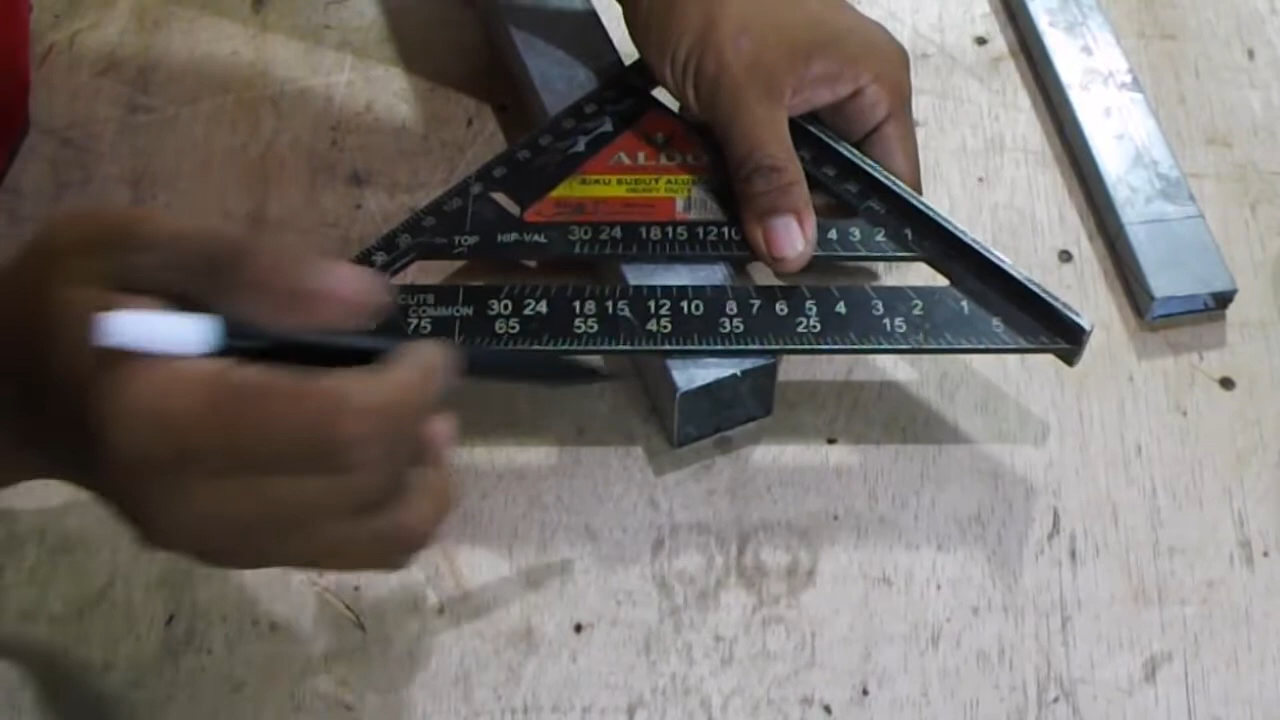 ALDO
SIKU SUDUT ALU
HEAVY DUTY
TOP HIP-VAL 30 24 18 15 12 10 4 3 2 1
CUTS
COMMON 30 24 18 15 12 10 8 7 6 5 4 3 2 1
75 65 55 45 35 25 15 5